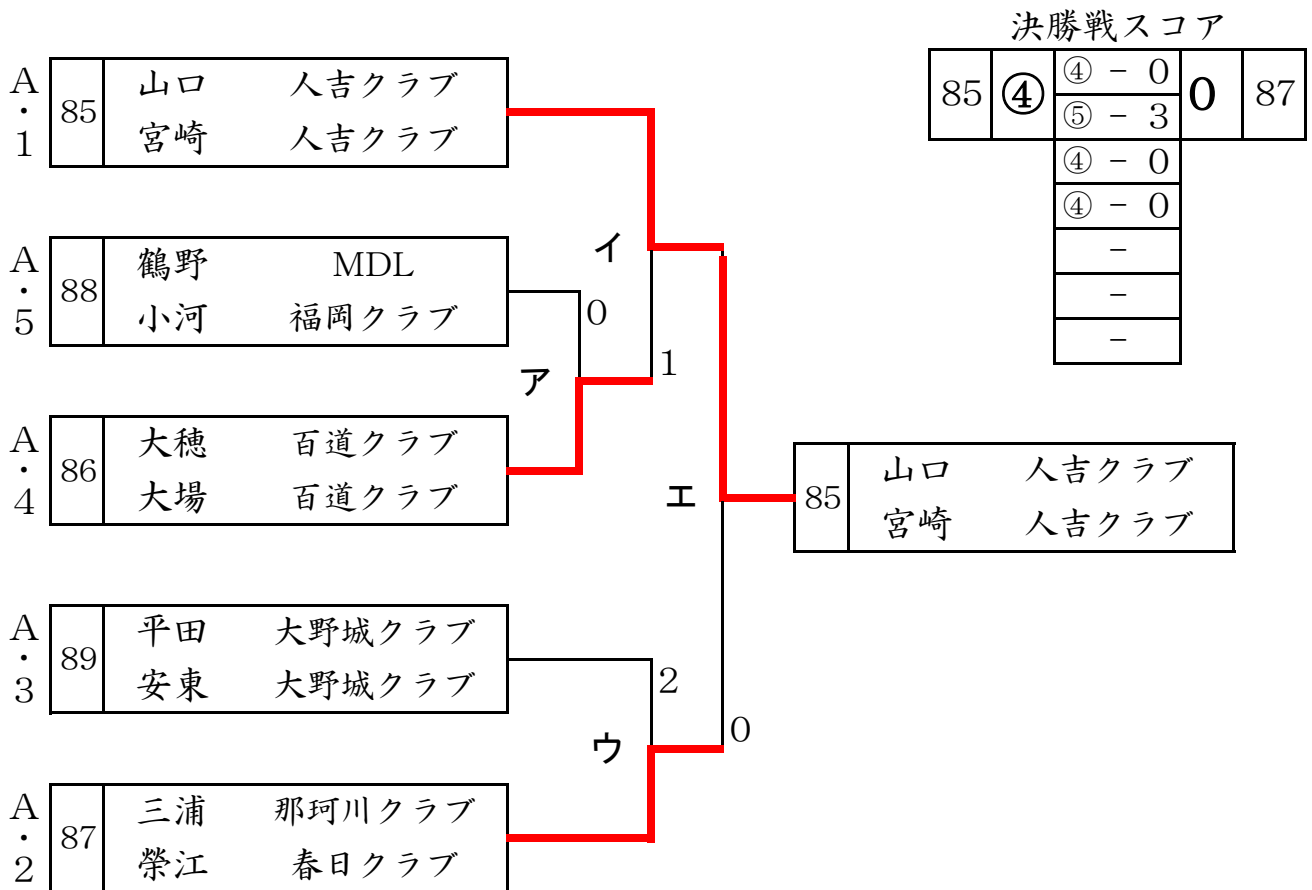 決勝戦スコア
85 ④ ④ - 0 0 87
⑤ - 3
④ - 0
④ - 0
-
-
-
A・1 85 山口 人吉クラブ
宮崎 人吉クラブ
イ
A・5 88 鶴野 MDL
小河 福岡クラブ
0
1
ア
A・4 86 大穂 百道クラブ
大場 百道クラブ
エ
85 山口 人吉クラブ
宮崎 人吉クラブ
A・3 89 平田 大野城クラブ
安東 大野城クラブ
2
0
ウ
A・2 87 三浦 那珂川クラブ
榮江 春日クラブ